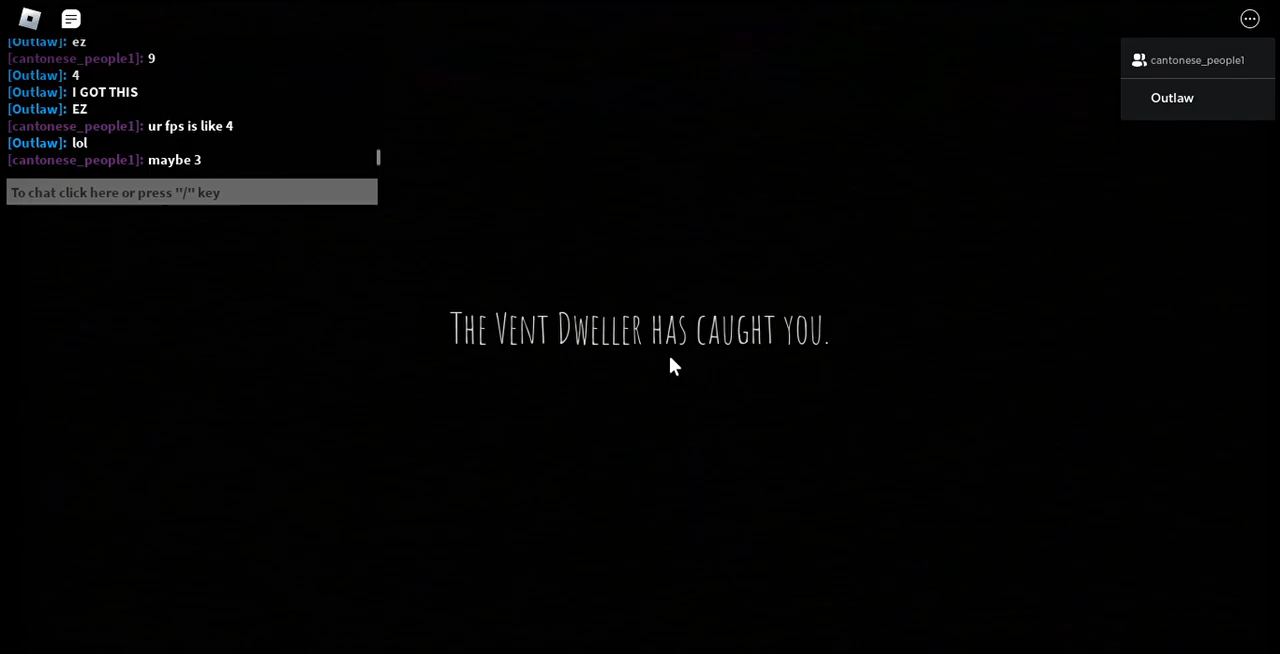 [Outlaw]: ez
[cantonese_people1]: 9
[Outlaw]: 4
[Outlaw]: I GOT THIS
[Outlaw]: EZ
[cantonese_people1]: ur fps is like 4
[Outlaw]: lol
[cantonese_people1]: maybe 3
To chat click here or press "/" key
cantonese_people1
Outlaw
The Vent Dweller has caught you.